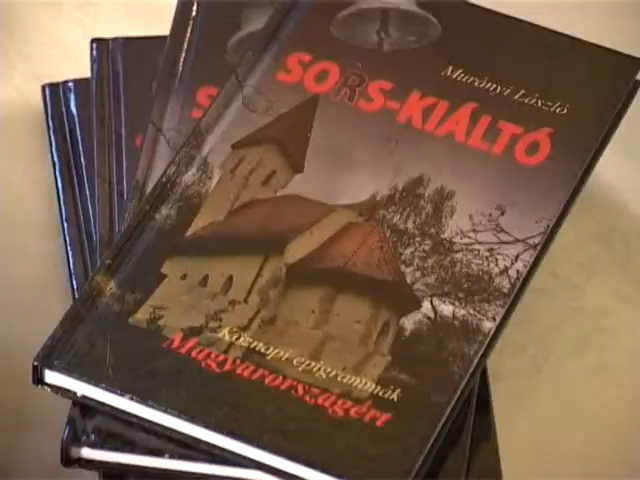 Murányi László
SORS-KIÁLTÓ
Köznapi epigrammák
Magyarországért
S